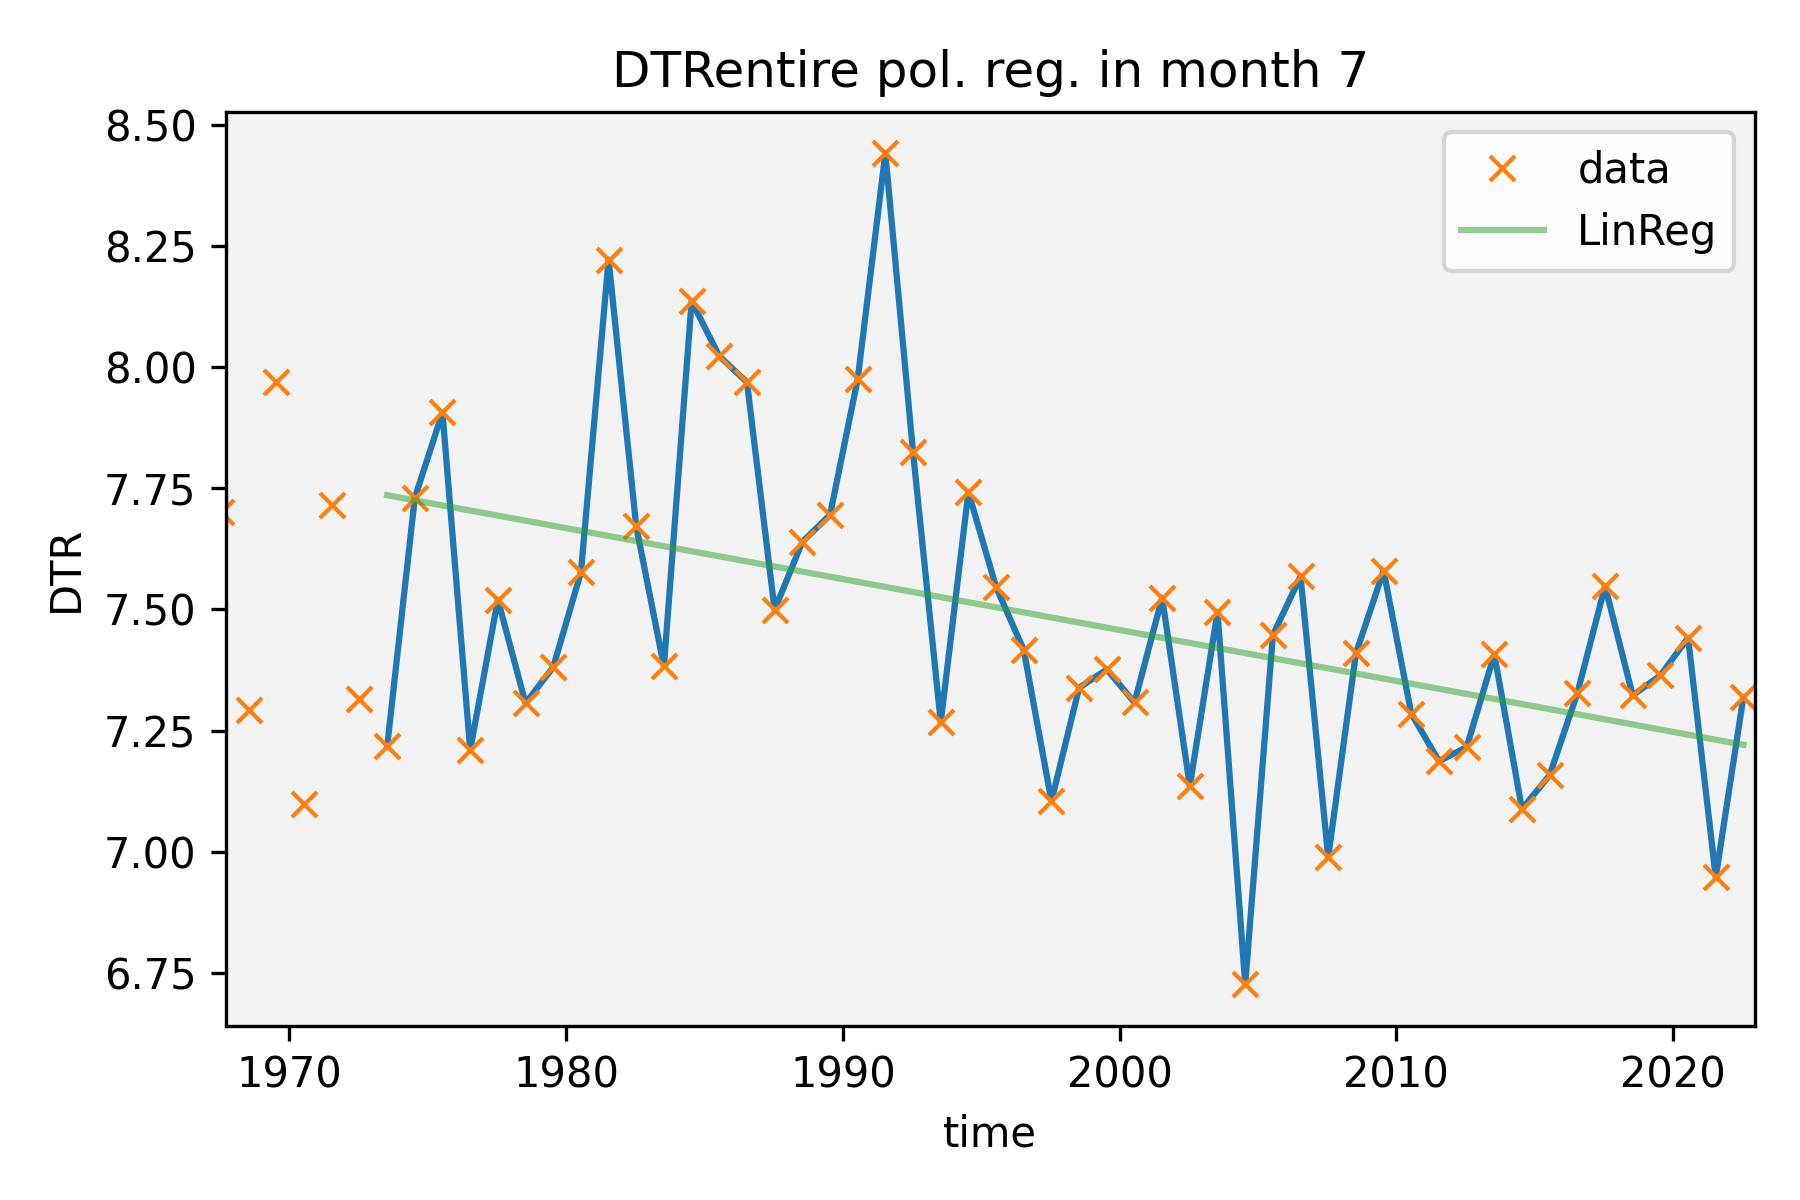 DTRentire pol. reg. in month 7
8.50
8.25
8.00
7.75
7.50
7.25
7.00
6.75
DTR
data
LinReg
1970 1980 1990 2000 2010 2020
time